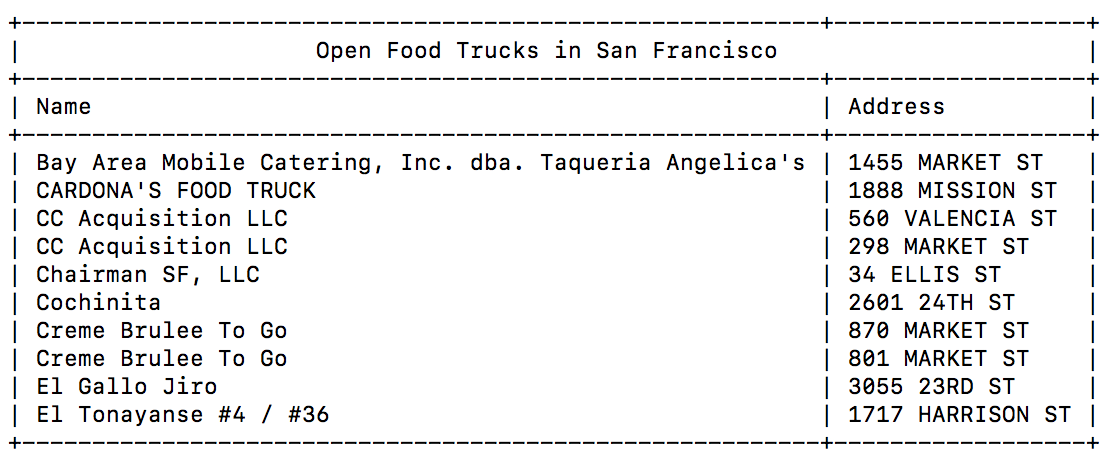 Open Food Trucks in San Francisco
Name | Address
Bay Area Mobile Catering, Inc. dba. Taqueria Angelica's | 1455 MARKET ST
CARDONA'S FOOD TRUCK | 1888 MISSION ST
CC Acquisition LLC | 560 VALENCIA ST
CC Acquisition LLC | 298 MARKET ST
Chairman SF, LLC | 34 ELLIS ST
Cochinita | 2601 24TH ST
Creme Brulee To Go | 870 MARKET ST
Creme Brulee To Go | 801 MARKET ST
El Gallo Jiro | 3055 23RD ST
El Tonayanse #4 / #36 | 1717 HARRISON ST